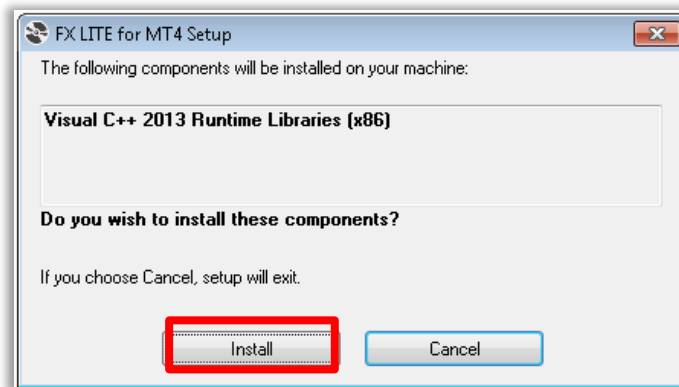 FX LITE for MT4 Setup
The following components will be installed on your machine:
Visual C++ 2013 Runtime Libraries (x86)
Do you wish to install these components?
If you choose Cancel, setup will exit.
Install
Cancel